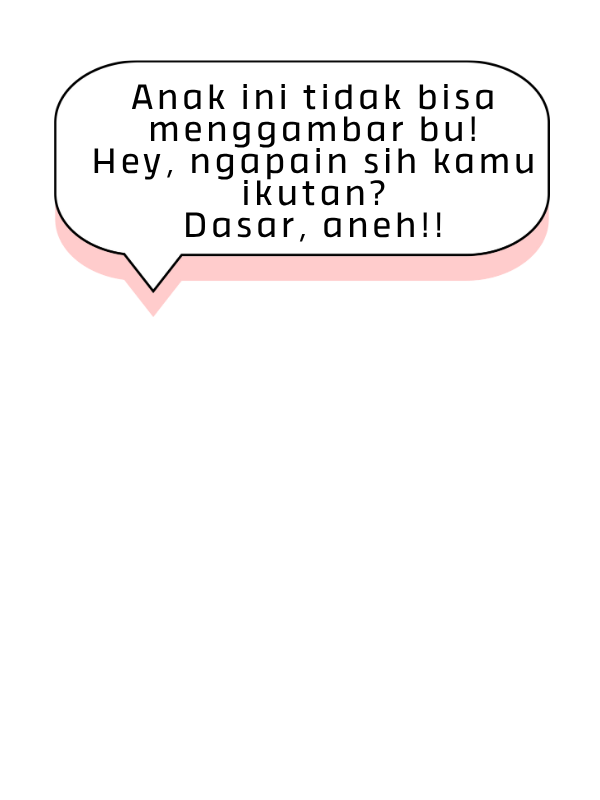 Anak ini tidak bisa
menggambar bu!
Hey, ngapain sih kamu
ikutan?
Dasar, aneh!!